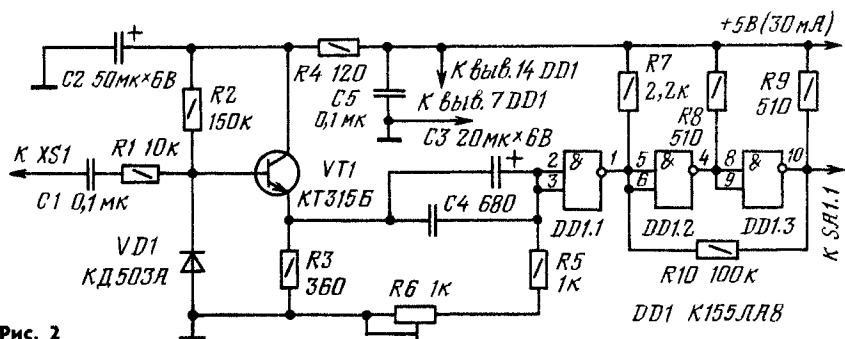 +5В (30 мА)
C2 50мк×6В
R2
150к
R4 120
C5
0,1мк
К выв.14 DD1
К выв.7 DD1
R7
2,2к
R8
510
R9
510
К XS1
C1 0,1мк
R1 10к
VT1
КТ315Б
C3 20мк×6В
+
+
C4 680
2
3
&
1
DD1.1
5
6
&
4
DD1.2
8
9
&
10
DD1.3
К SA1.1
VD1
КД503А
R3
360
R6 1к
R5
1к
R10 100к
DD1 К155ЛА8
Рис. 2